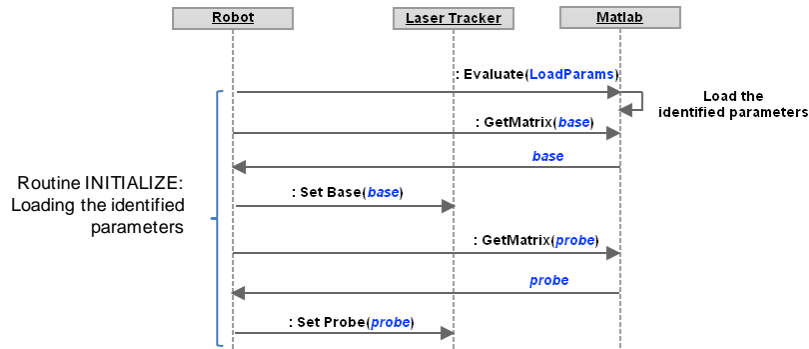 Robot
Laser Tracker
Matlab
: Evaluate(LoadParams)
Load the
identified parameters
: GetMatrix(base)
base
Routine INITIALIZE:
Loading the identified
parameters
: Set Base(base)
: GetMatrix(probe)
probe
: Set Probe(probe)